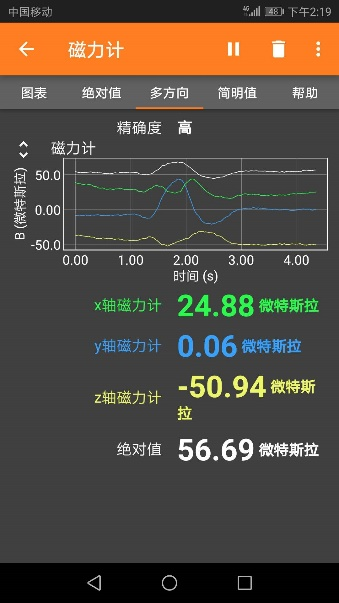 中国移动 4G 48 下午2:19
磁力计
图表 绝对值 多方向 简明值 帮助
精确度 高
磁力计
B (微特斯拉)
50.0
0.00
-50.0
0.00 1.00 2.00 3.00 4.00
时间 (s)
x轴磁力计 24.88 微特斯拉
y轴磁力计 0.06 微特斯拉
z轴磁力计 -50.94 微特斯
拉
绝对值 56.69 微特斯拉